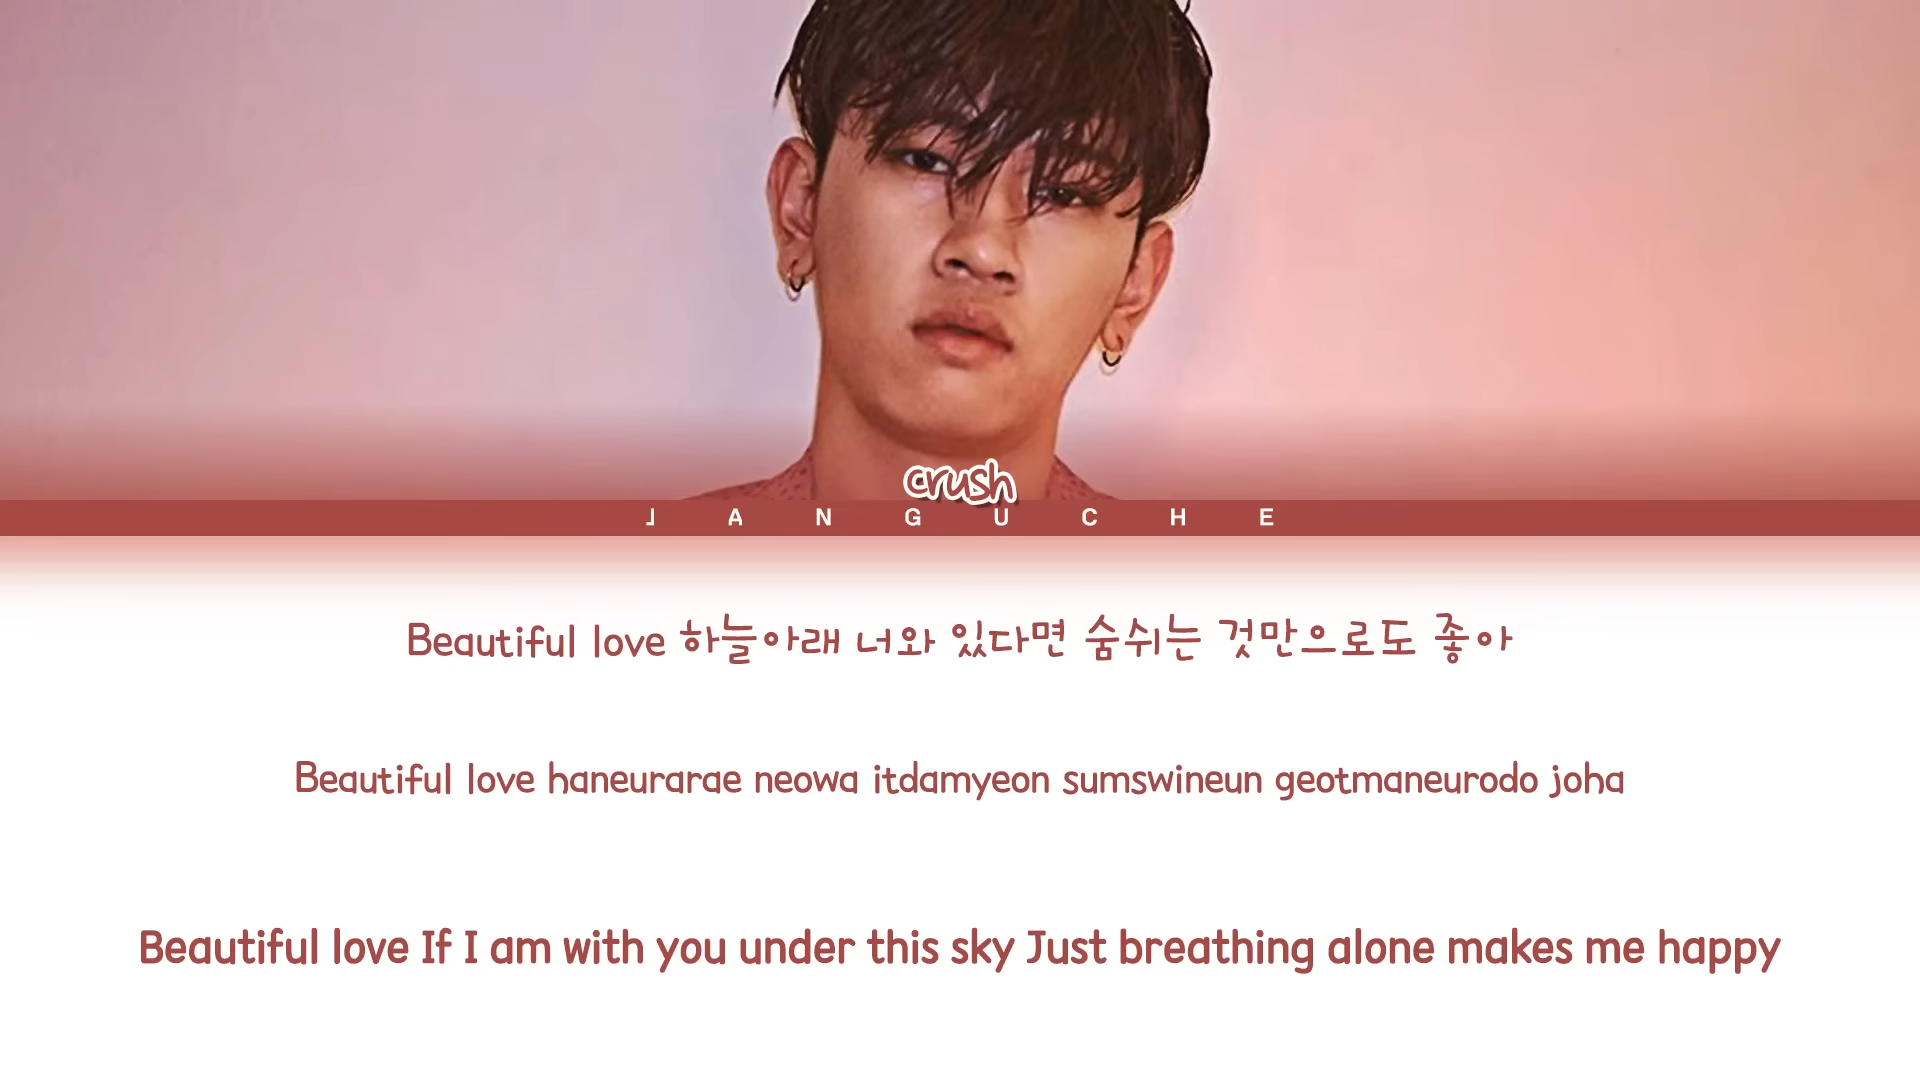 crush
JANGUCHE
Beautiful love 하늘아래 너와 있다면 숨쉬는 것만으로도 좋아
Beautiful love haneurarae neowa itdamyeon sumswineun geotmaneurodo joha
Beautiful love If I am with you under this sky Just breathing alone makes me happy